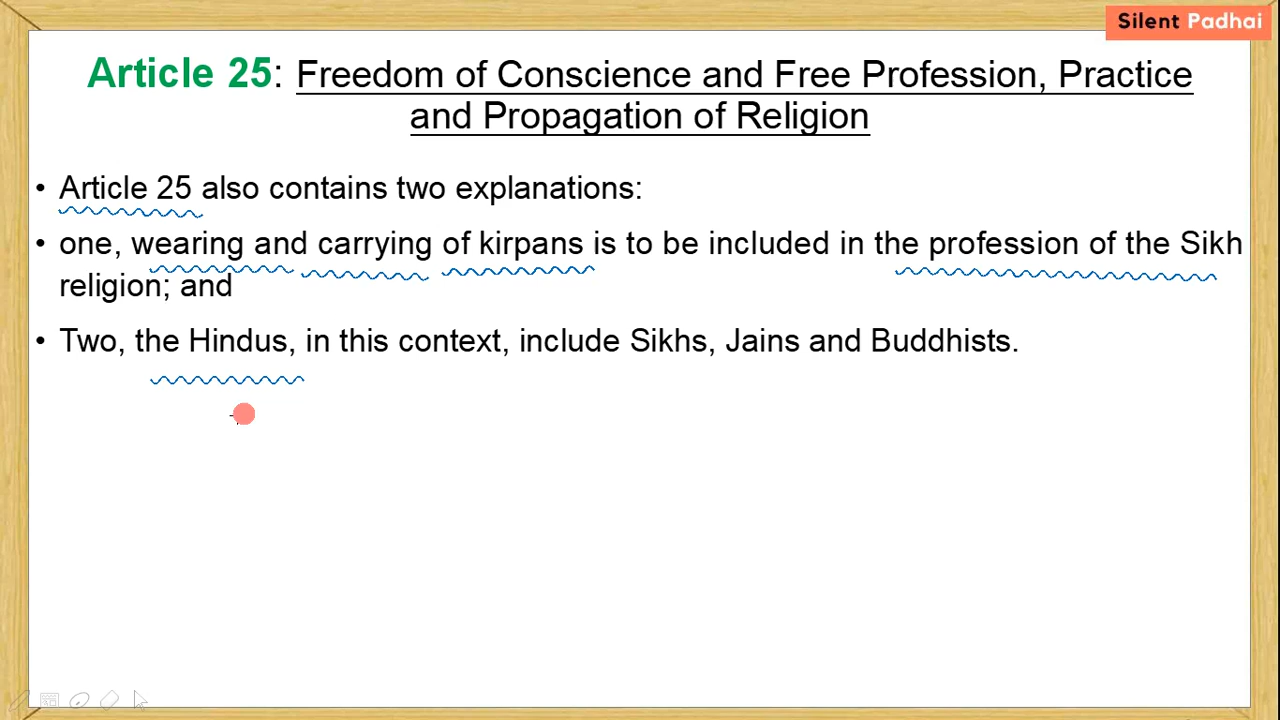 Silent Padhai
Article 25: Freedom of Conscience and Free Profession, Practice
and Propagation of Religion
• Article 25 also contains two explanations:
• one, wearing and carrying of kirpans is to be included in the profession of the Sikh
religion; and
• Two, the Hindus, in this context, include Sikhs, Jains and Buddhists.